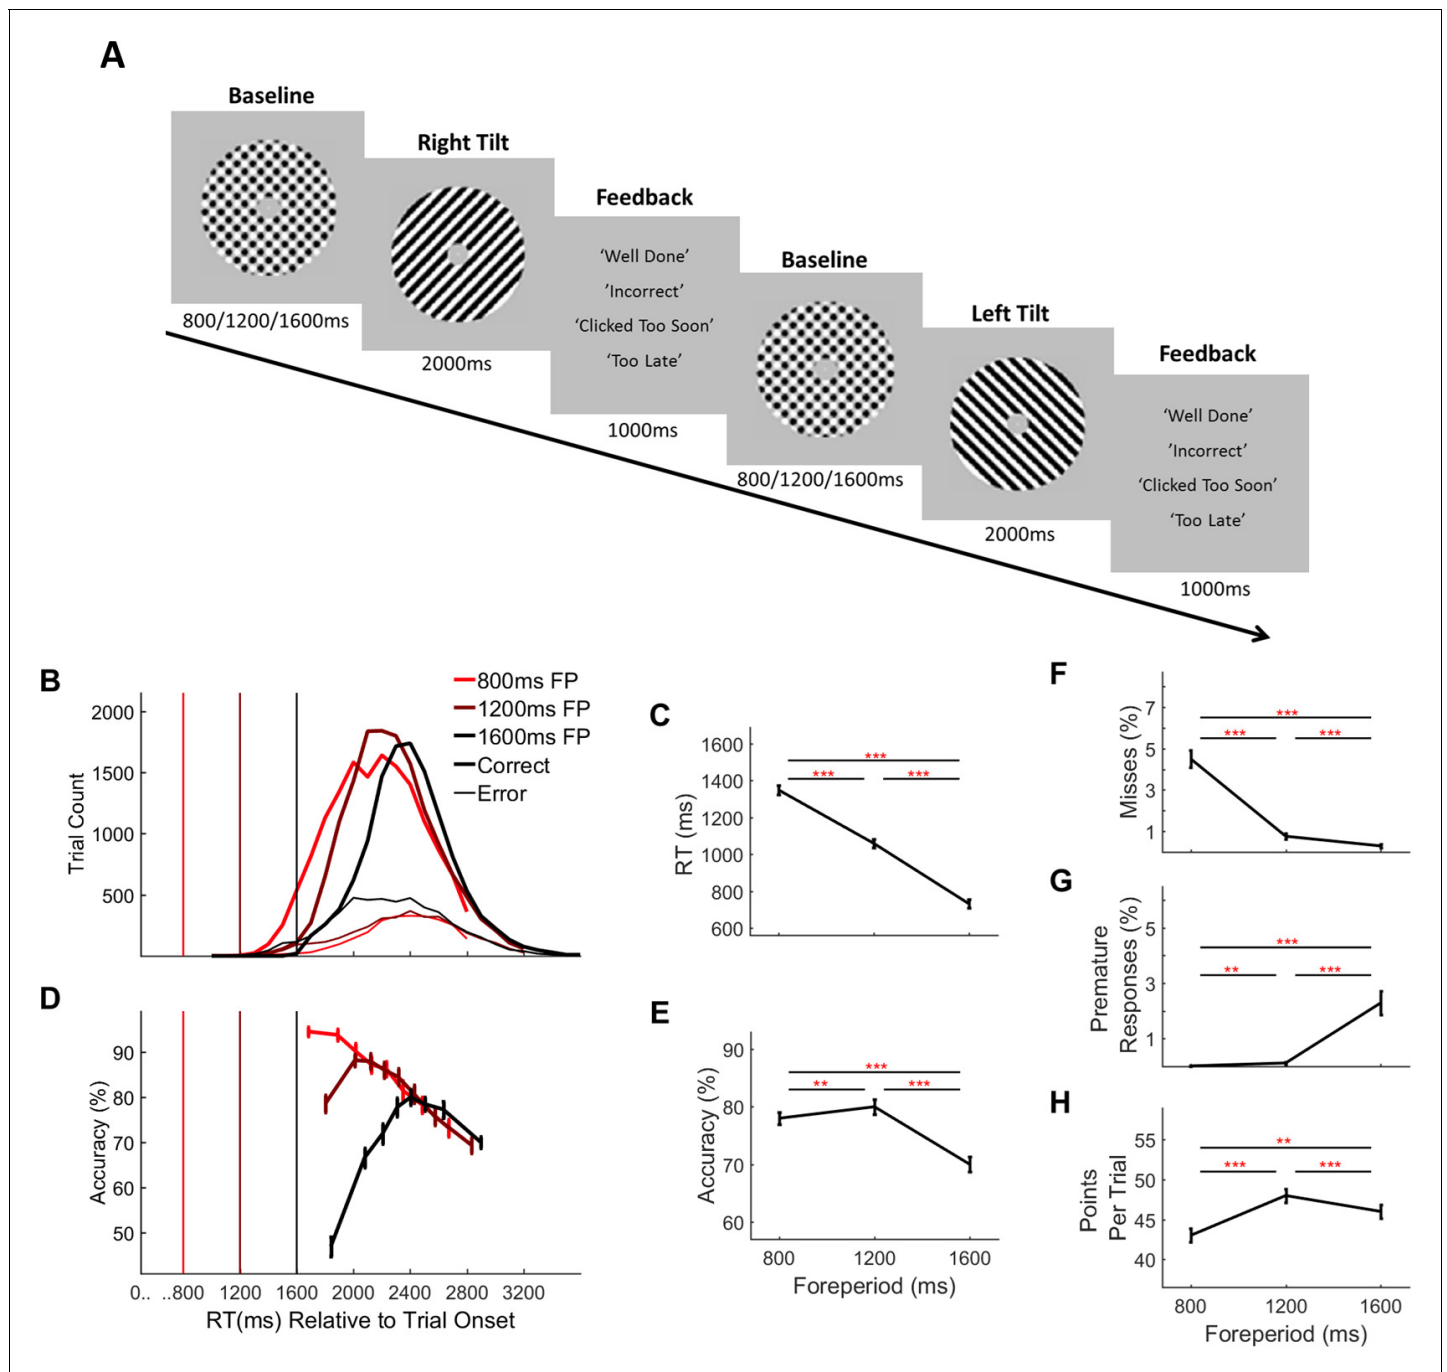 A
Baseline
Right Tilt
Feedback
‘Well Done’
’Incorrect’
‘Clicked Too Soon’
‘Too Late’
800/1200/1600ms
2000ms
1000ms
Baseline
Left Tilt
Feedback
‘Well Done’
’Incorrect’
‘Clicked Too Soon’
‘Too Late’
800/1200/1600ms
2000ms
1000ms
B
800ms FP
1200ms FP
1600ms FP
Correct
Error
2000
1500
1000
500
Trial Count
C
1600
1400
1200
1000
800
600
RT (ms)
***
***
***
D
90
80
70
60
50
Accuracy (%)
0.. ..800 1200 1600 2000 2400 2800 3200
RT(ms) Relative to Trial Onset
E
90
80
70
60
Accuracy (%)
***
**
***
800 1200 1600
Foreperiod (ms)
F
7
5
3
1
Misses (%)
***
***
***
G
5
3
1
Premature
Responses (%)
***
**
***
H
55
50
45
40
Points
Per Trial
**
***
***
800 1200 1600
Foreperiod (ms)